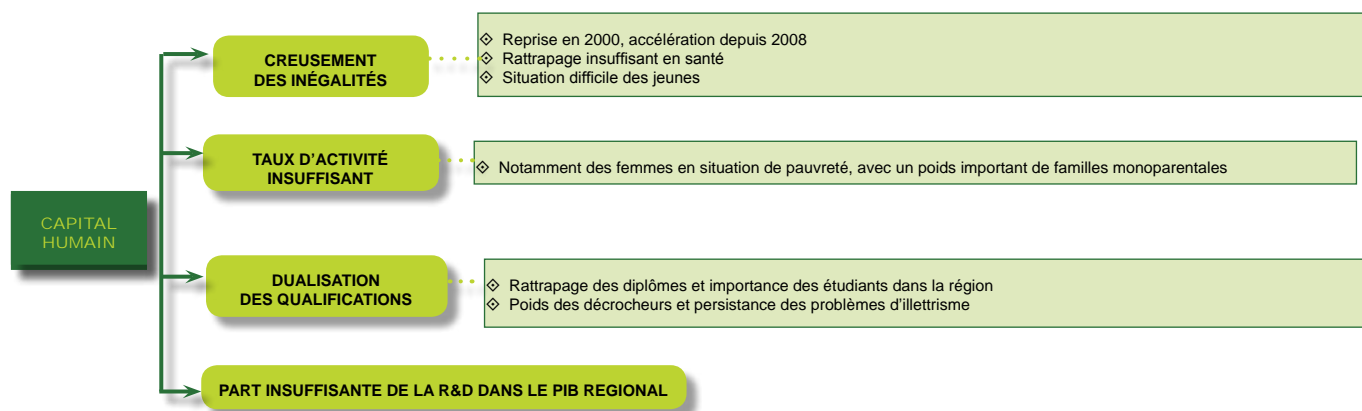 CAPITAL
HUMAIN
CREUSEMENT
DES INÉGALITÉS
Reprise en 2000, accélération depuis 2008
Rattrapage insuffisant en santé
Situation difficile des jeunes
TAUX D'ACTIVITÉ
INSUFFISANT
Notamment des femmes en situation de pauvreté, avec un poids important de familles monoparentales
DUALISATION
DES QUALIFICATIONS
Rattrapage des diplômes et importance des étudiants dans la région
Poids des décrocheurs et persistance des problèmes d'illettrisme
PART INSUFFISANTE DE LA R&D DANS LE PIB REGIONAL